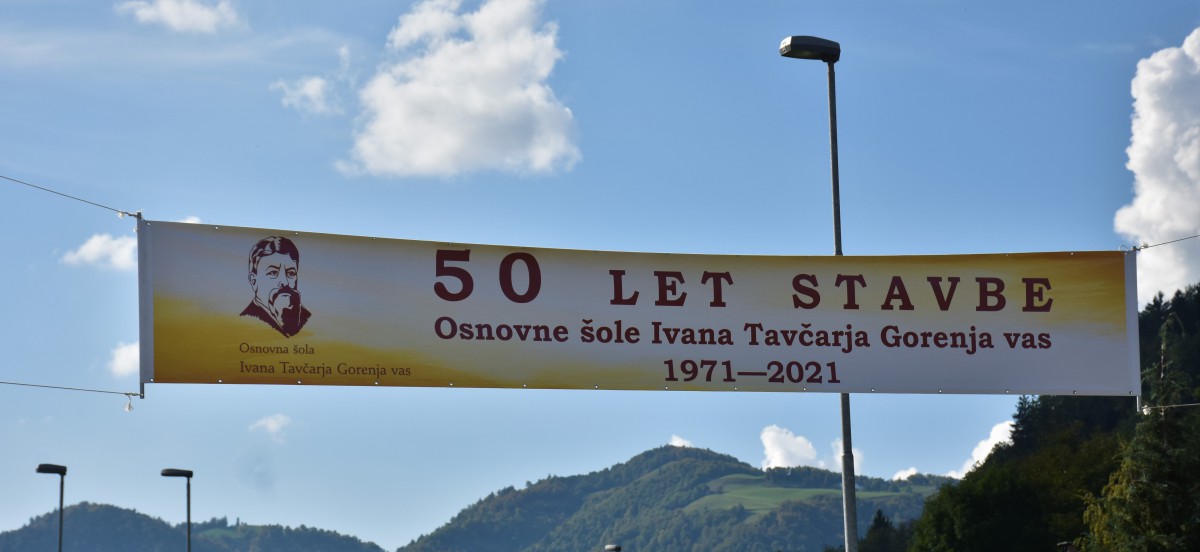 50 LET STAVBE
Osnovne šole Ivana Tavčarja Gorenja vas
1971—2021
Osnovna šola
Ivana Tavčarja Gorenja vas